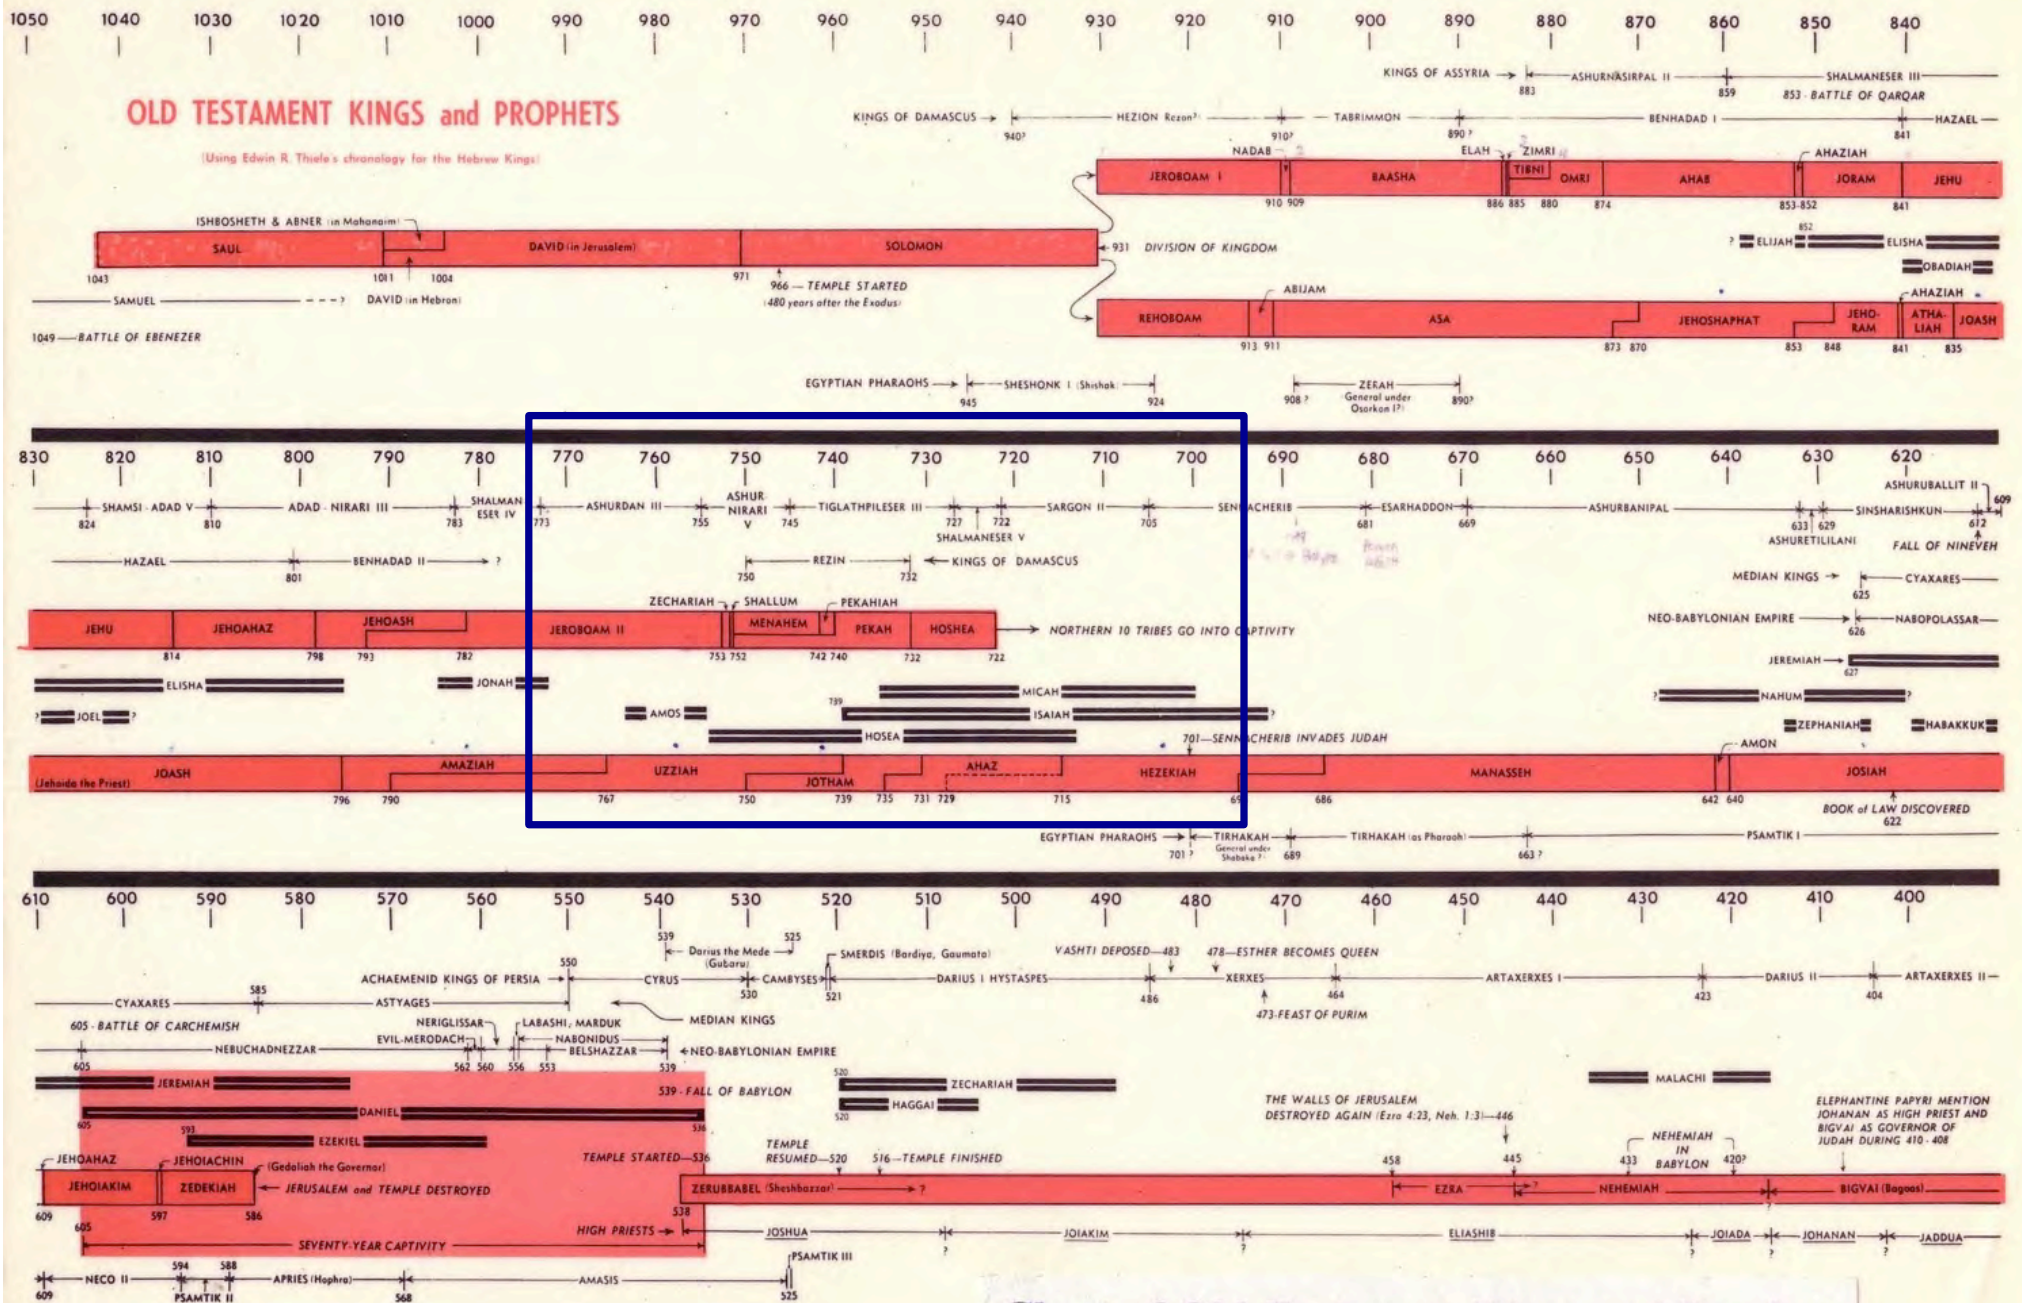 1050 1040 1030 1020 1010 1000 990 980 970 960 950 940 930 920 910 900 890 880 870 860 850 840
KINGS OF ASSYRIA ASHURNASIRPAL II SHALMANESER III
883 859 853-BATTLE OF QARQAR
OLD TESTAMENT KINGS and PROPHETS
(Using Edwin R. Thiele's chronology for the Hebrew Kings)
KINGS OF DAMASCUS HEZION Rezon? TABRIMMON BENHADAD I HAZAEL
940? 910? 890? 841
NADAB ELAH ZIMRI AHAZIAH
JEROBOAM I BAASHA TIBNI OMRI AHAB JORAM JEHU
910 909 886 885 880 874 853-852 841
ISHBOSHETH & ABNER (in Mahanaim)
SAUL DAVID (in Jerusalem) SOLOMON 931 DIVISION OF KINGDOM
1043 1011 1004 971
852
? ELIJAH ELISHA
OBADIAH
966 — TEMPLE STARTED
(480 years after the Exodus)
SAMUEL ? DAVID (in Hebron)
1049 — BATTLE OF EBENEZER
ABIJAM AHAZIAH
REHOBOAM ASA JEHOSHAPHAT JEHO-RAM ATHA-LIAH JOASH
913 911 873 870 853 848 841 835
EGYPTIAN PHARAOHS SHESHONK I (Shishak) ZERAH
945 924 908? General under Osorkon I?) 890?
830 820 810 800 790 780 770 760 750 740 730 720 710 700 690 680 670 660 650 640 630 620
SHAMSI-ADAD V ADAD-NIRARI III SHALMAN ESER IV ASHURDAN III ASHUR NIRARI V TIGLATHPILESER III SARGON II SENNACHERIB ESARHADDON ASHURBANIPAL SINSHARISHKUN ASHURUBALLIT II
824 810 783 773 755 745 727 722 705 681 669 633 629 612 609
SHALMANESER V ASHURETILILANI FALL OF NINEVEH
HAZAEL BENHADAD II ? REZIN KINGS OF DAMASCUS
801 750 732
MEDIAN KINGS CYAXARES
625
ZECHARIAH SHALLUM PEKAHIAH
JEHU JEHOAHAZ JEHOASH JEROBOAM II MENAHEM PEKAH HOSHEA NORTHERN 10 TRIBES GO INTO CAPTIVITY
814 798 793 782 753 752 742 740 732 722
NEO-BABYLONIAN EMPIRE NABOPOLASSAR
626
JEREMIAH
627
ELISHA JONAH MICAH ? NAHUM ?
? JOEL ? AMOS 739 ISAIAH ? ZEPHANIAH HABAKKUK
HOSEA 701—SENNACHERIB INVADES JUDAH
AMON
(Jehoida the Priest) JOASH AMAZIAH UZZIAH JOTHAM AHAZ HEZEKIAH MANASSEH JOSIAH
796 790 767 750 739 735 731 729 715 686 642 640
BOOK of LAW DISCOVERED
622
EGYPTIAN PHARAOHS TIRHAKAH TIRHAKAH (as Pharaoh) PSAMTIK I
701? General under Shabaka? 689 663?
610 600 590 580 570 560 550 540 530 520 510 500 490 480 470 460 450 440 430 420 410 400
539 Darius the Mede (Gubaru) 525
SMERDIS (Bardiya, Gaumata) VASHTI DEPOSED—483 478—ESTHER BECOMES QUEEN
ACHAEMENID KINGS OF PERSIA 550 CYRUS CAMBYSES DARIUS I HYSTASPES XERXES ARTAXERXES I DARIUS II ARTAXERXES II
530 521 486 464 423 404
473-FEAST OF PURIM
CYAXARES 585 ASTYAGES MEDIAN KINGS
605-BATTLE OF CARCHEMISH NERIGLISSAR LABASHI, MARDUK
NEBUCHADNEZZAR EVIL-MERODACH NABONIDUS BELSHAZZAR NEO-BABYLONIAN EMPIRE
605 562 560 556 553 539
JEREMIAH 539-FALL OF BABYLON 520 ZECHARIAH MALACHI
DANIEL 520 HAGGAI
605 536
593 EZEKIEL
THE WALLS OF JERUSALEM
DESTROYED AGAIN (Ezra 4:23, Neh. 1:3)—446
ELEPHANTINE PAPYRI MENTION
JOHANAN AS HIGH PRIEST AND
BIGVAI AS GOVERNOR OF
JUDAH DURING 410-408
JEHOAHAZ JEHOIACHIN (Gedaliah the Governor) TEMPLE STARTED—536 TEMPLE RESUMED—520 516—TEMPLE FINISHED
458 445 433 NEHEMIAH IN BABYLON 420?
JEHOIAKIM ZEDEKIAH JERUSALEM and TEMPLE DESTROYED ZERUBBABEL (Sheshbazzar) ? EZRA ? NEHEMIAH BIGVAI (Bagoas)
609 597 586 538 ?
605 HIGH PRIESTS JOSHUA JOIAKIM ELIASHIB JOIADA JOHANAN JADDUA
? ? ? ? ?
SEVENTY-YEAR CAPTIVITY
PSAMTIK III
594 588
NECO II APRIES (Hophra) AMASIS
609 PSAMTIK II 568 525